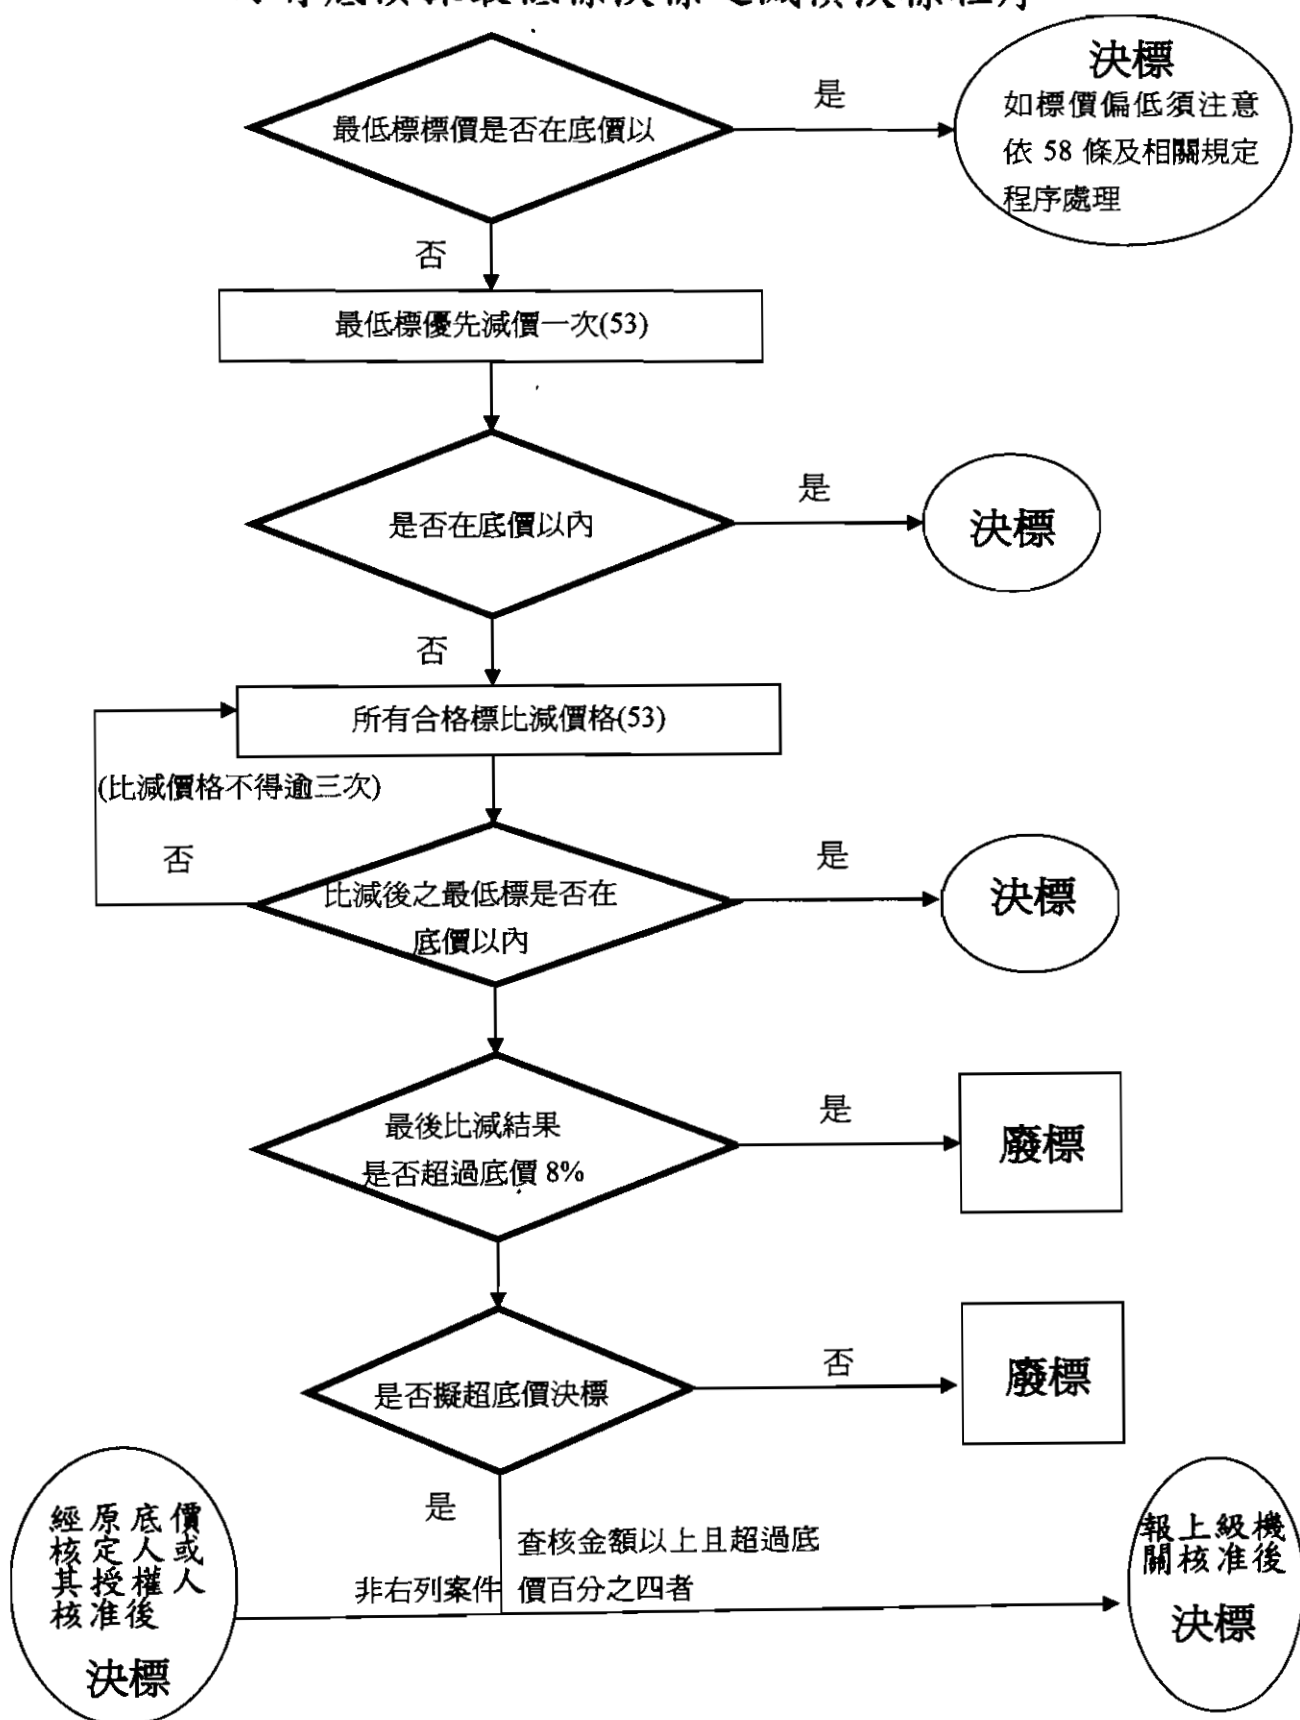 決標
是
如標價偏低須注意
最低標標價是否在底價以
依 58 條及相關規定
程序處理
否
最低標優先減價一次(53)
是
是否在底價以內
決標
否
所有合格標比減價格(53)
(比減價格不得逾三次)
否
是
比減後之最低標是否在
底價以內
決標
最後比減結果
是否超過底價 8%
是
廢標
是否擬超底價決標
否
廢標
是
查核金額以上且超過底
價百分之四者
非右列案件
經原底價
核定人或
其授權人
核准後
決標
報上級機
關核准後
決標